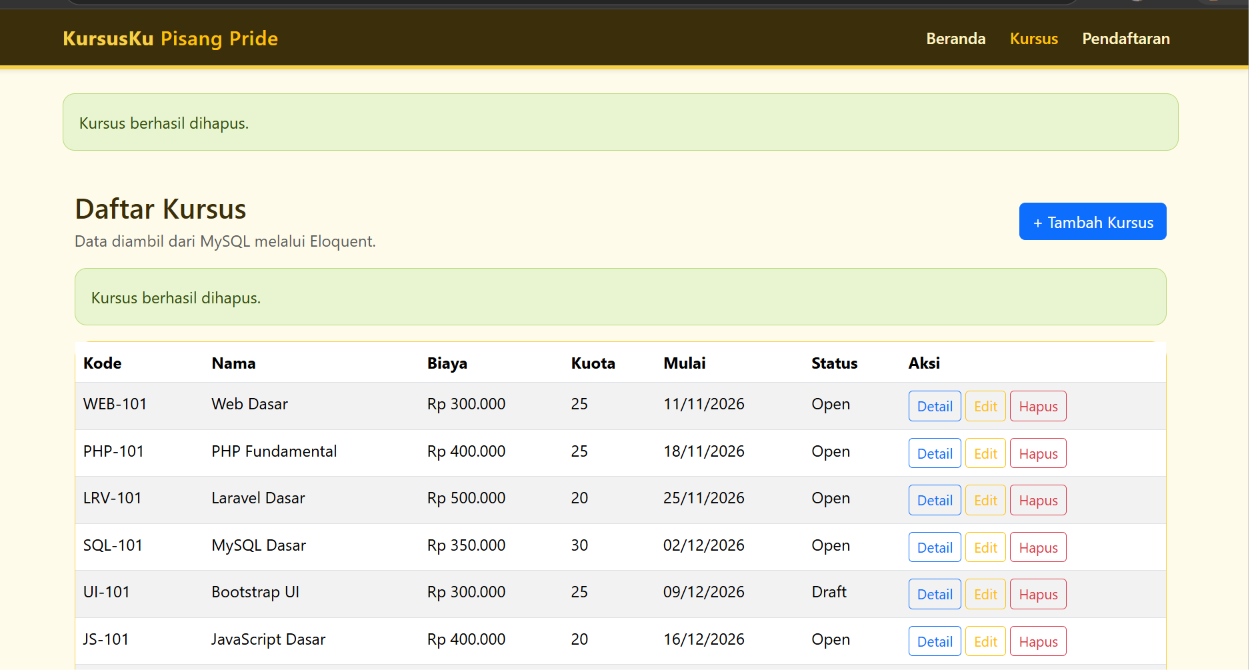 KursusKu Pisang Pride Beranda Kursus Pendaftaran
Kursus berhasil dihapus.
Daftar Kursus
+ Tambah Kursus
Data diambil dari MySQL melalui Eloquent.
Kursus berhasil dihapus.
Kode Nama Biaya Kuota Mulai Status Aksi
WEB-101 Web Dasar Rp 300.000 25 11/11/2026 Open Detail Edit Hapus
PHP-101 PHP Fundamental Rp 400.000 25 18/11/2026 Open Detail Edit Hapus
LRV-101 Laravel Dasar Rp 500.000 20 25/11/2026 Open Detail Edit Hapus
SQL-101 MySQL Dasar Rp 350.000 30 02/12/2026 Open Detail Edit Hapus
UI-101 Bootstrap UI Rp 300.000 25 09/12/2026 Draft Detail Edit Hapus
JS-101 JavaScript Dasar Rp 400.000 20 16/12/2026 Open Detail Edit Hapus